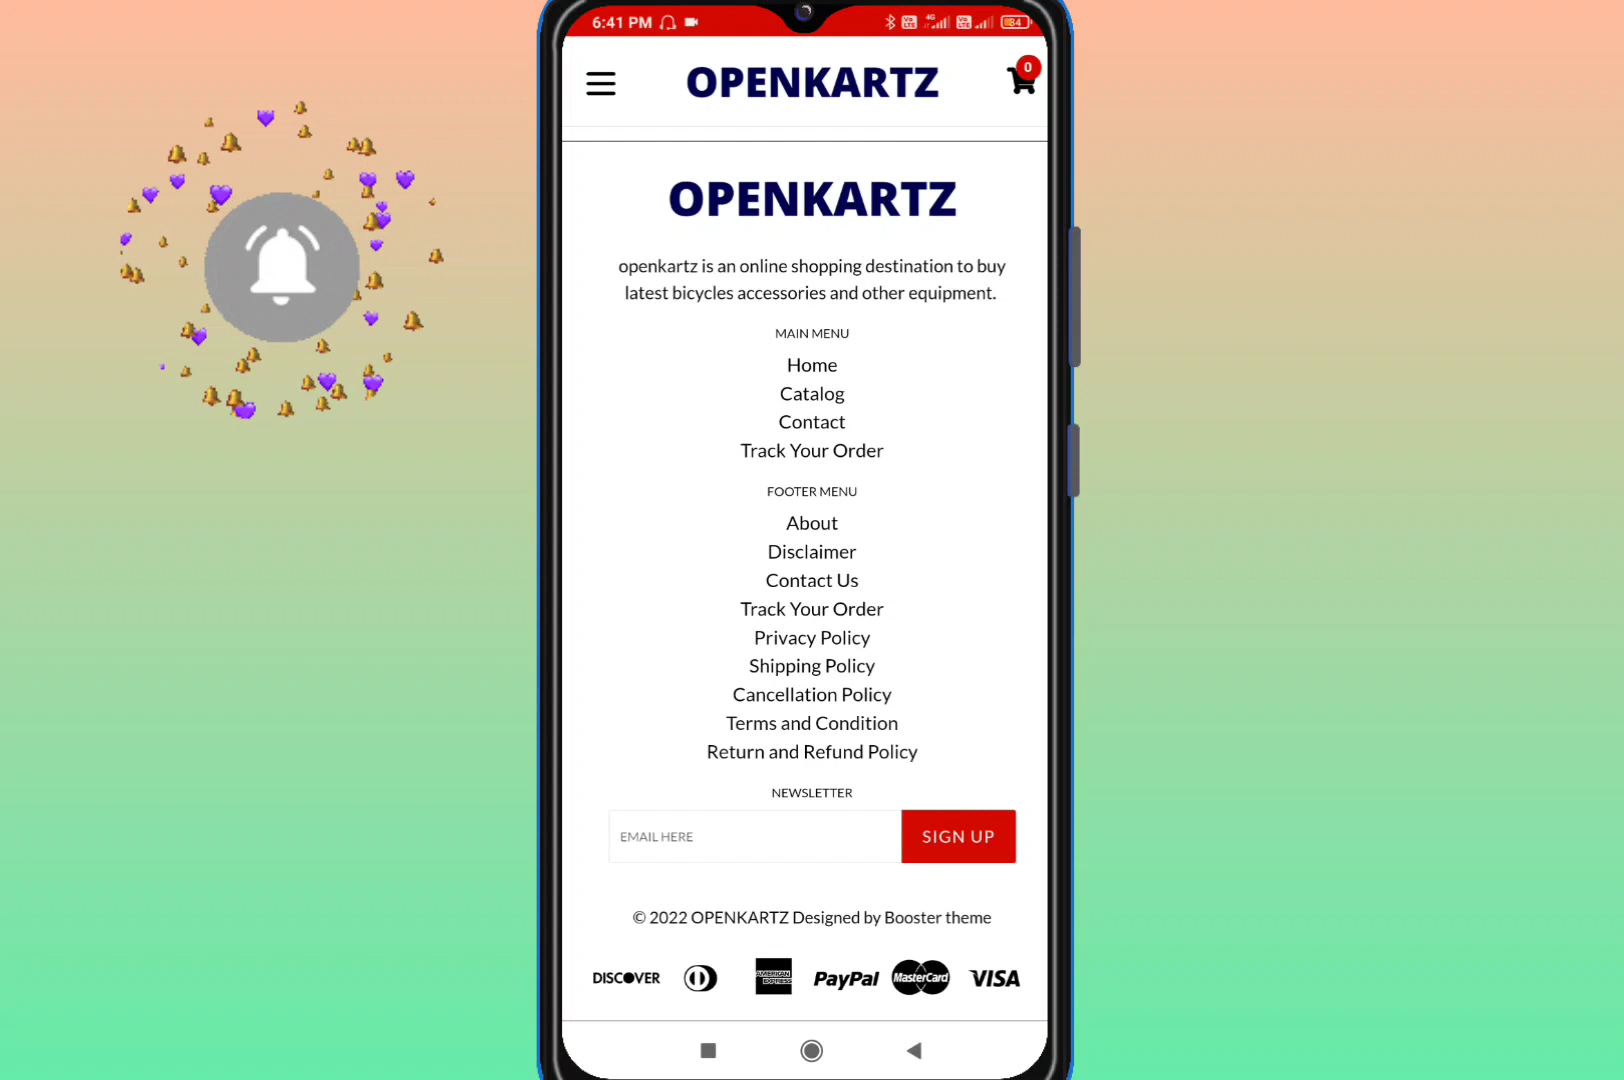 6:41 PM
84
OPENKARTZ
0
OPENKARTZ
openkartz is an online shopping destination to buy
latest bicycles accessories and other equipment.
MAIN MENU
Home
Catalog
Contact
Track Your Order
FOOTER MENU
About
Disclaimer
Contact Us
Track Your Order
Privacy Policy
Shipping Policy
Cancellation Policy
Terms and Condition
Return and Refund Policy
NEWSLETTER
EMAIL HERE
SIGN UP
© 2022 OPENKARTZ Designed by Booster theme
DISCOVER
AMERICAN EXPRESS
PayPal
MasterCard
VISA